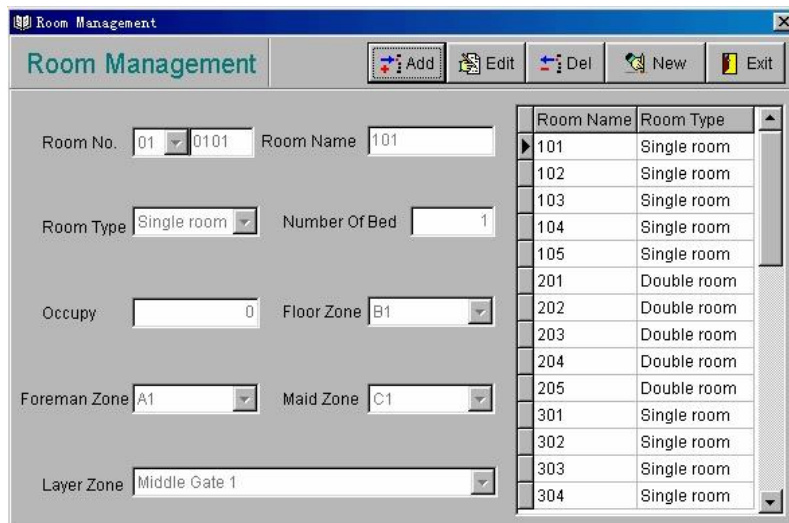 Room Management
Room Management Add Edit Del New Exit
Room No. 01 0101 Room Name 101
Room Type Single room Number Of Bed 1
Occupy 0 Floor Zone B1
Foreman Zone A1 Maid Zone C1
Layer Zone Middle Gate 1
Room Name Room Type
101 Single room
102 Single room
103 Single room
104 Single room
105 Single room
201 Double room
202 Double room
203 Double room
204 Double room
205 Double room
301 Single room
302 Single room
303 Single room
304 Single room